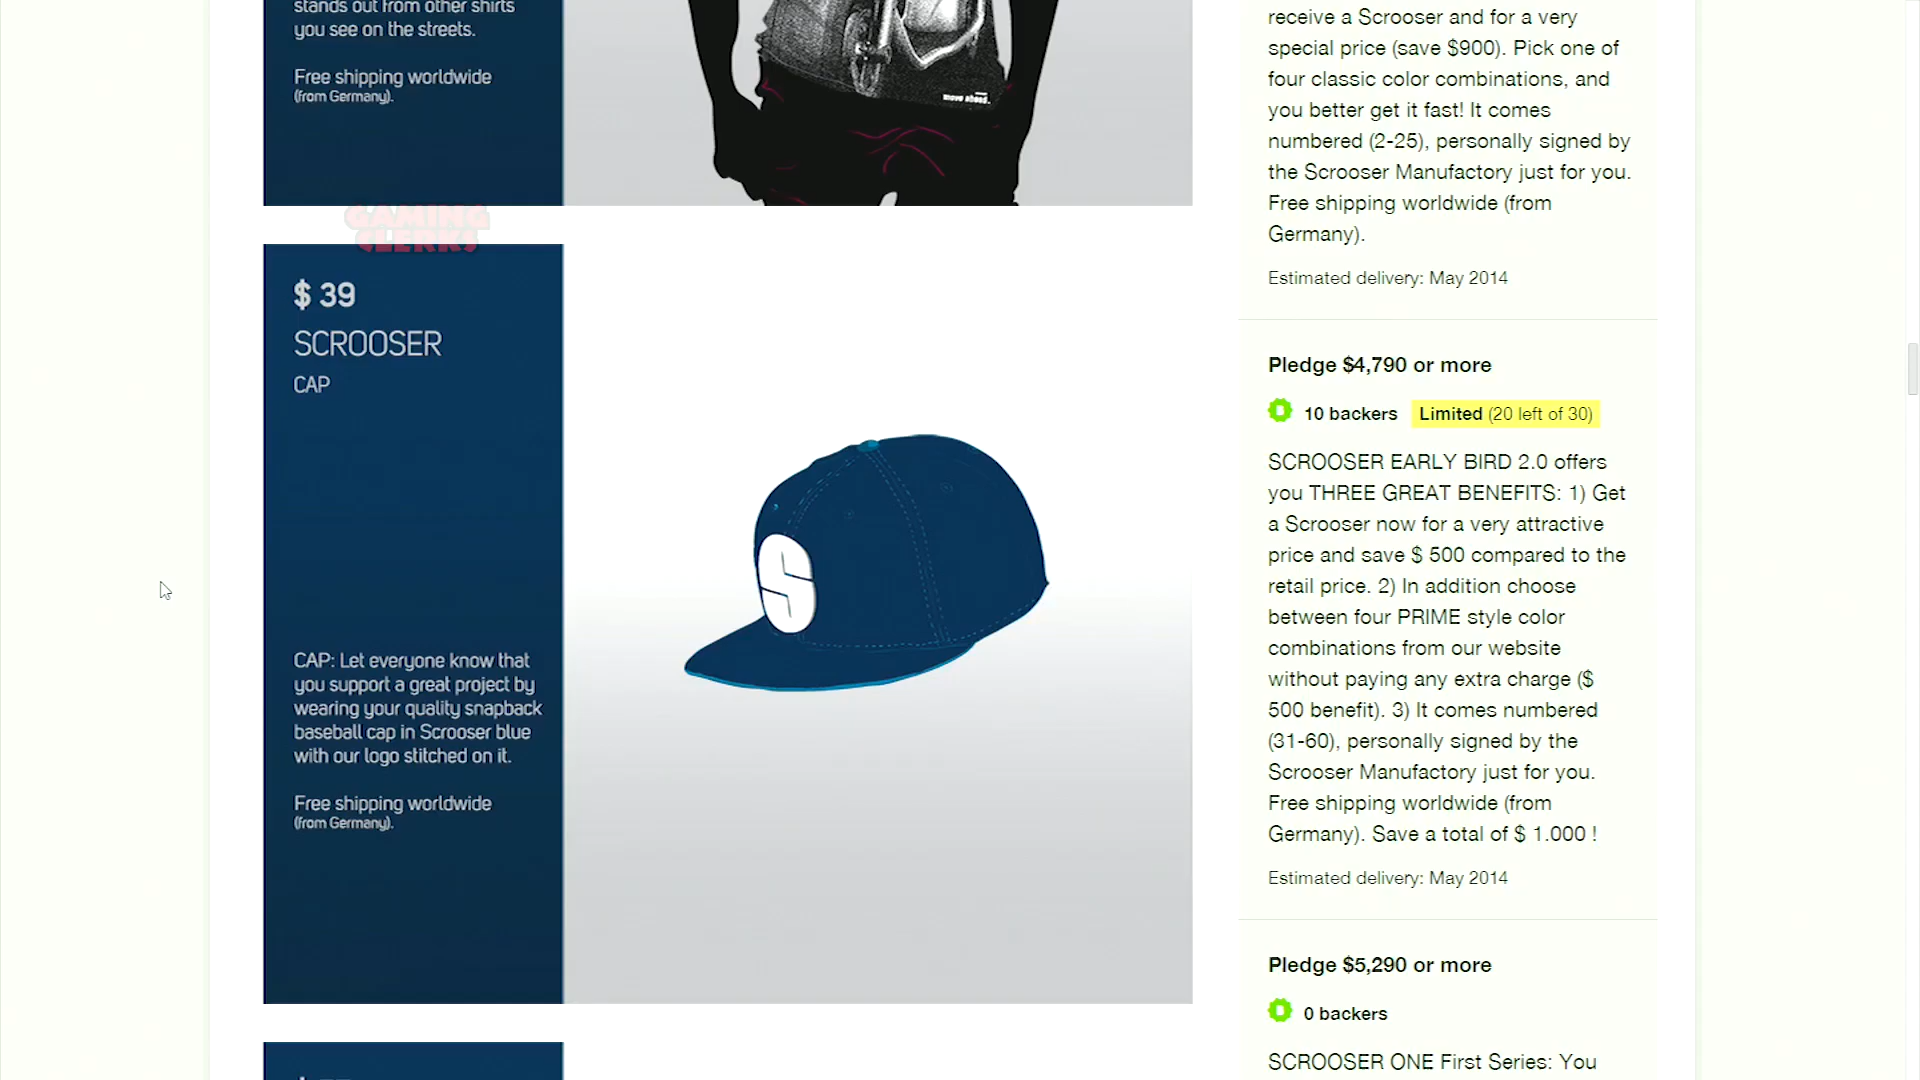 stands out from other shirts
you see on the streets.
Free shipping worldwide
(from Germany).
move ahead.
GAMING
CLERKS
$ 39
SCROOSER
CAP
S
CAP: Let everyone know that
you support a great project by
wearing your quality snapback
baseball cap in Scrooser blue
with our logo stitched on it.
Free shipping worldwide
(from Germany).
receive a Scrooser and for a very
special price (save $900). Pick one of
four classic color combinations, and
you better get it fast! It comes
numbered (2-25), personally signed by
the Scrooser Manufactory just for you.
Free shipping worldwide (from
Germany).
Estimated delivery: May 2014
Pledge $4,790 or more
10 backers Limited (20 left of 30)
SCROOSER EARLY BIRD 2.0 offers
you THREE GREAT BENEFITS: 1) Get
a Scrooser now for a very attractive
price and save $ 500 compared to the
retail price. 2) In addition choose
between four PRIME style color
combinations from our website
without paying any extra charge ($
500 benefit). 3) It comes numbered
(31-60), personally signed by the
Scrooser Manufactory just for you.
Free shipping worldwide (from
Germany). Save a total of $ 1.000 !
Estimated delivery: May 2014
Pledge $5,290 or more
0 backers
SCROOSER ONE First Series: You